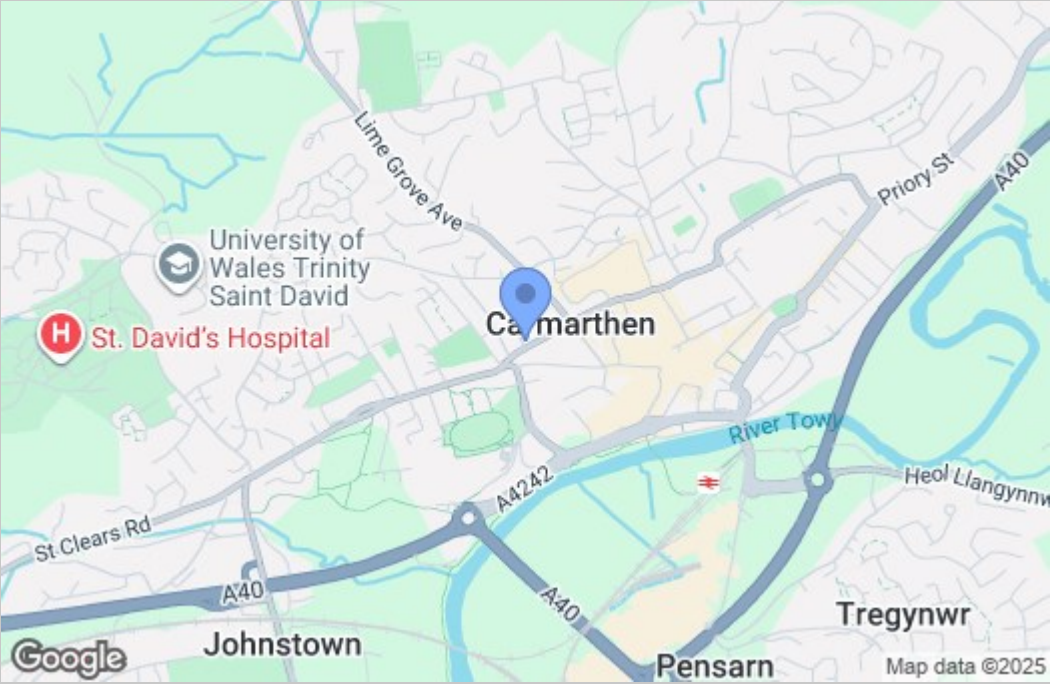 Lime Grove Ave
Priory St
A40
University of
Wales Trinity
Saint David
H
St. David's Hospital
Carmarthen
River Towy
Heol Llangynnw
A4242
St Clears Rd
A40
A40
Tregynwr
Johnstown
Pensarn
Google
Map data ©2025